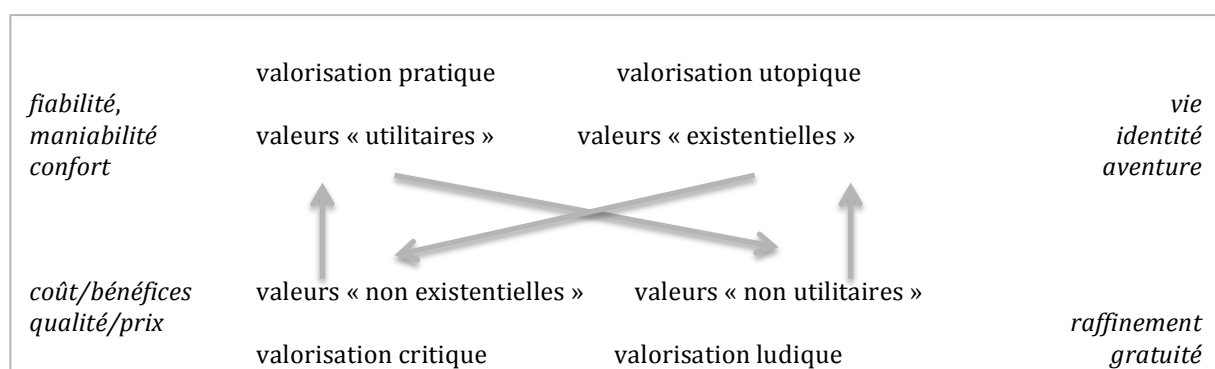 valorisation pratique valorisation utopique
fiabilité, vie
maniabilité valeurs « utilitaires » valeurs « existentielles » identité
confort aventure
coût/bénéfices valeurs « non existentielles » valeurs « non utilitaires »
qualité/prix raffinement
valorisation critique valorisation ludique gratuité